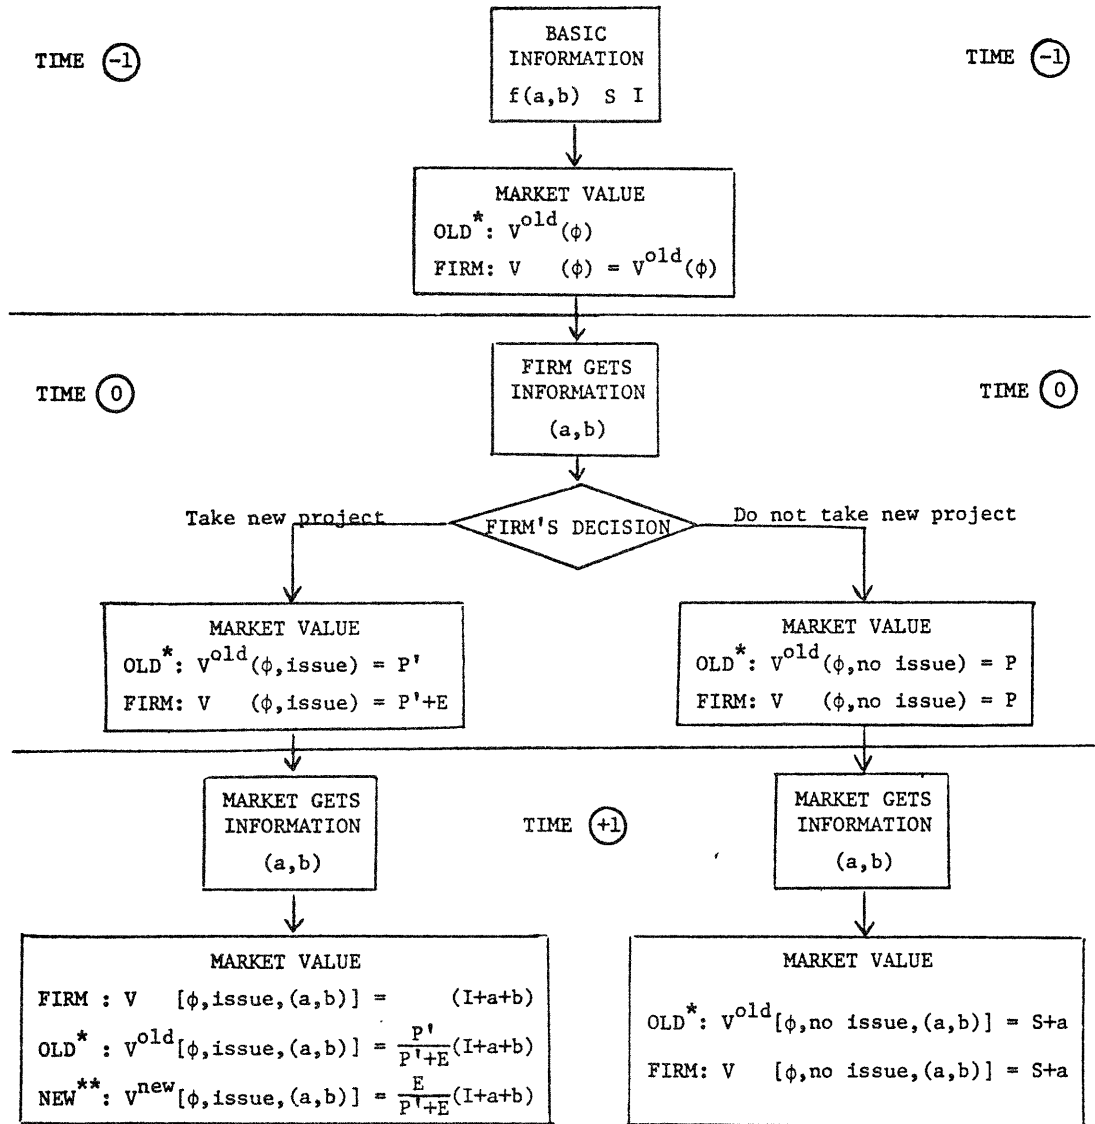 TIME (-1)
BASIC
INFORMATION
f(a,b) S I
TIME (-1)
MARKET VALUE
OLD*: V^old(ϕ)
FIRM: V (ϕ) = V^old(ϕ)
TIME (0)
FIRM GETS
INFORMATION
(a,b)
TIME (0)
Take new project
FIRM'S DECISION
Do not take new project
MARKET VALUE
OLD*: V^old(ϕ,issue) = P'
FIRM: V (ϕ,issue) = P'+E
MARKET VALUE
OLD*: V^old(ϕ,no issue) = P
FIRM: V (ϕ,no issue) = P
MARKET GETS
INFORMATION
(a,b)
TIME (+1)
MARKET GETS
INFORMATION
(a,b)
MARKET VALUE
FIRM : V [ϕ,issue,(a,b)] = (I+a+b)
OLD* : V^old[ϕ,issue,(a,b)] = P'/P'+E (I+a+b)
NEW**: V^new[ϕ,issue,(a,b)] = E/P'+E (I+a+b)
MARKET VALUE
OLD*: V^old[ϕ,no issue,(a,b)] = S+a
FIRM: V [ϕ,no issue,(a,b)] = S+a